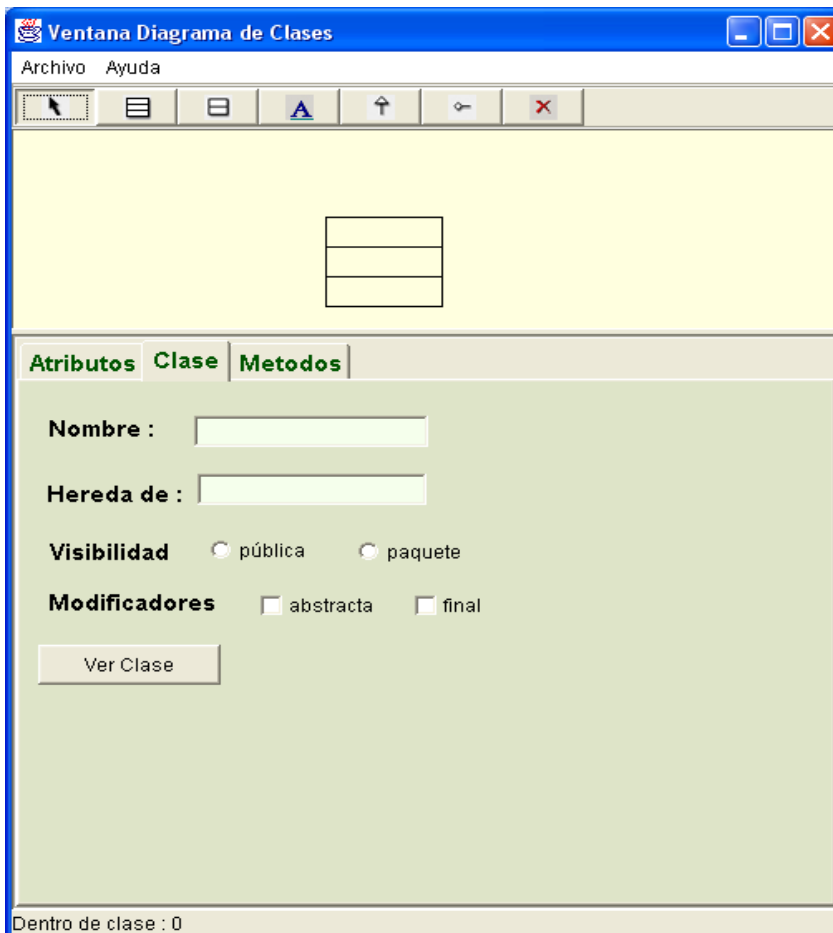 Ventana Diagrama de Clases
Archivo Ayuda
A
Atributos Clase Metodos
Nombre :
Hereda de :
Visibilidad pública paquete
Modificadores abstracta final
Ver Clase
Dentro de clase : 0